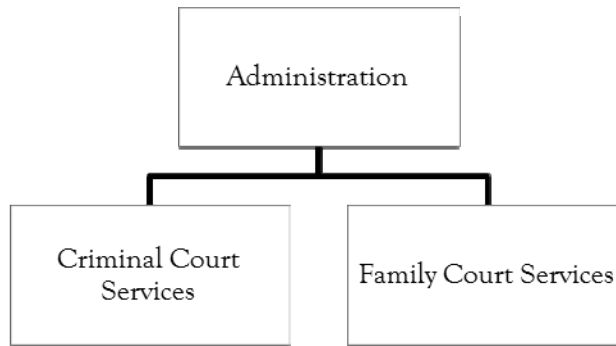 Administration
Criminal Court
Services
Family Court Services